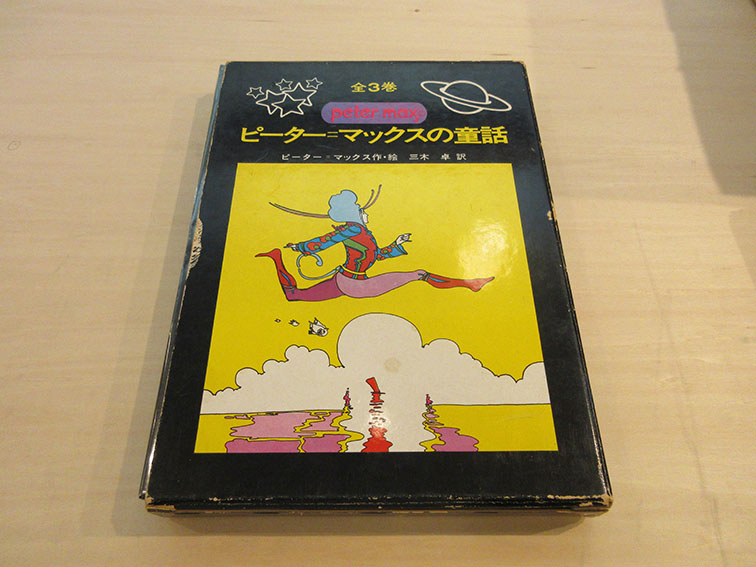 全3巻
peter max
ピーター=マックスの童話
ピーター=マックス作・絵 三木 卓 訳